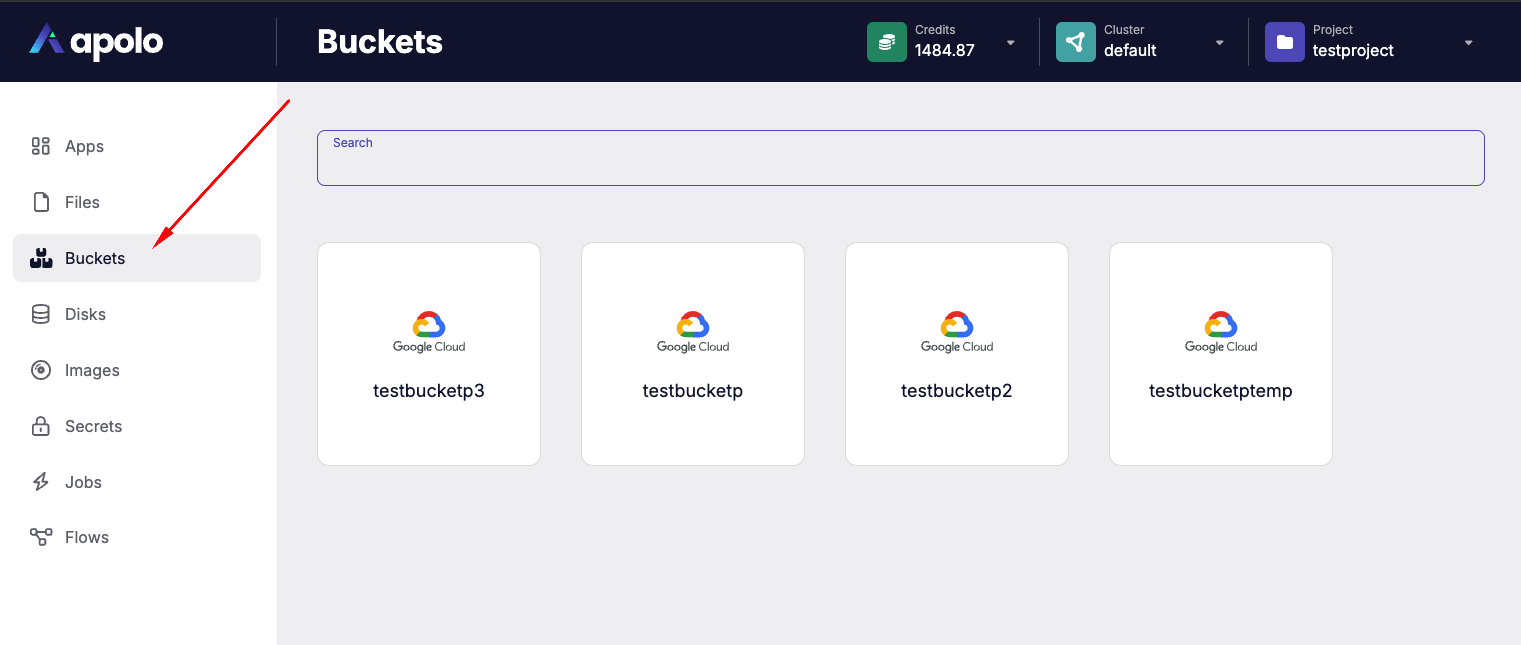 apolo
Buckets
Credits
1484.87
Cluster
default
Project
testproject
Apps
Files
Buckets
Disks
Images
Secrets
Jobs
Flows
Search
Google Cloud
testbucketp3
Google Cloud
testbucketp
Google Cloud
testbucketp2
Google Cloud
testbucketptemp